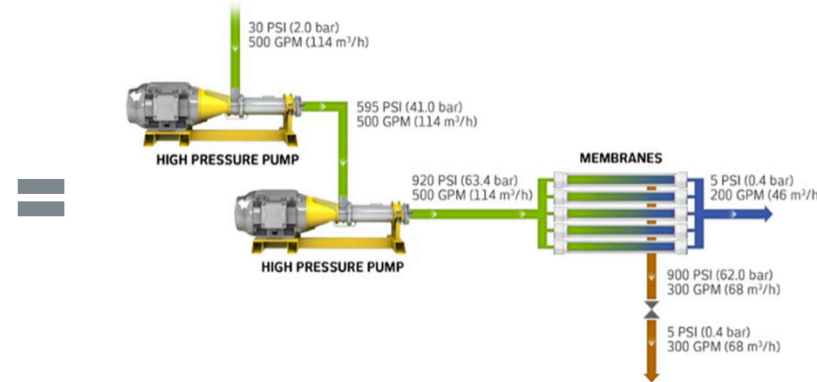 30 PSI (2.0 bar)
500 GPM (114 m³/h)
595 PSI (41.0 bar)
500 GPM (114 m³/h)
HIGH PRESSURE PUMP
MEMBRANES
920 PSI (63.4 bar)
500 GPM (114 m³/h)
5 PSI (0.4 bar)
200 GPM (46 m³/h
HIGH PRESSURE PUMP
900 PSI (62.0 bar)
300 GPM (68 m³/h)
5 PSI (0.4 bar)
300 GPM (68 m³/h)